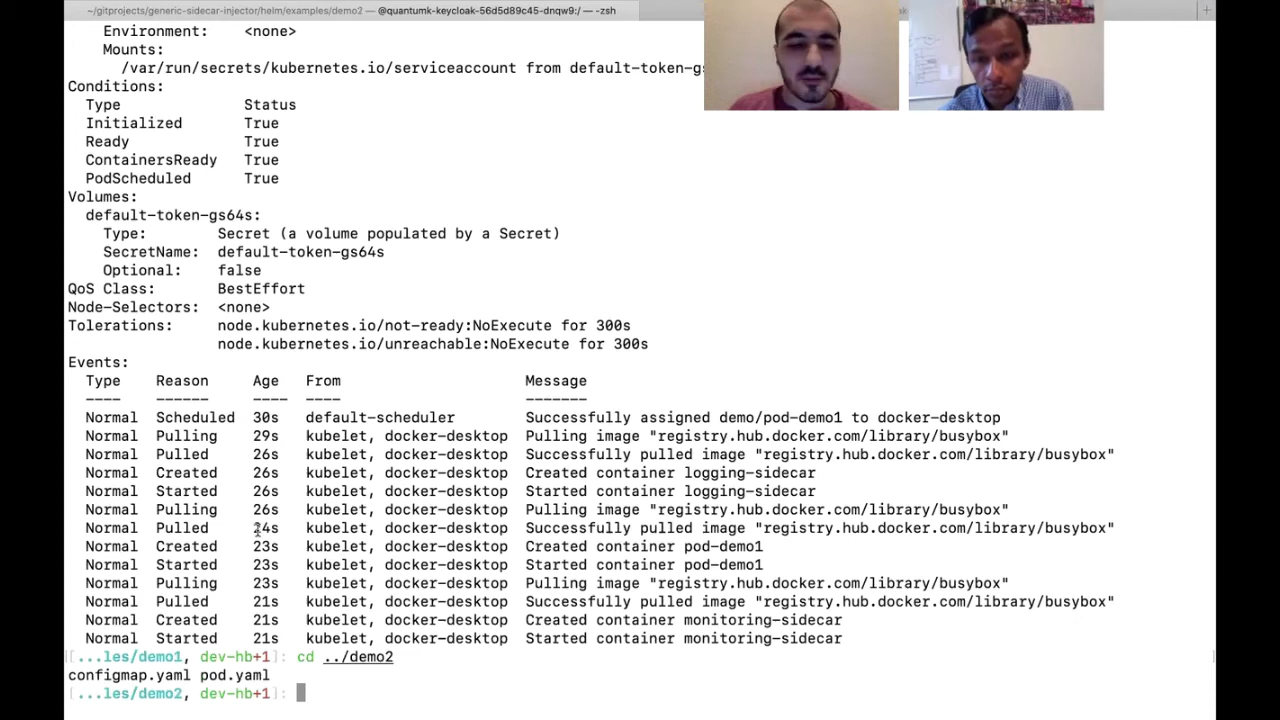 ~/gitprojects/generic-sidecar-injector/helm/examples/demo2 — @quantumk-keycloak-56d5d89c45-dnqw9:/ — -zsh
Environment: <none>
Mounts:
/var/run/secrets/kubernetes.io/serviceaccount from default-token-gs
Conditions:
Type Status
Initialized True
Ready True
ContainersReady True
PodScheduled True
Volumes:
default-token-gs64s:
Type: Secret (a volume populated by a Secret)
SecretName: default-token-gs64s
Optional: false
QoS Class: BestEffort
Node-Selectors: <none>
Tolerations: node.kubernetes.io/not-ready:NoExecute for 300s
node.kubernetes.io/unreachable:NoExecute for 300s
Events:
Type Reason Age From Message
---- ------ ---- ---- -------
Normal Scheduled 30s default-scheduler Successfully assigned demo/pod-demo1 to docker-desktop
Normal Pulling 29s kubelet, docker-desktop Pulling image "registry.hub.docker.com/library/busybox"
Normal Pulled 26s kubelet, docker-desktop Successfully pulled image "registry.hub.docker.com/library/busybox"
Normal Created 26s kubelet, docker-desktop Created container logging-sidecar
Normal Started 26s kubelet, docker-desktop Started container logging-sidecar
Normal Pulling 26s kubelet, docker-desktop Pulling image "registry.hub.docker.com/library/busybox"
Normal Pulled 24s kubelet, docker-desktop Successfully pulled image "registry.hub.docker.com/library/busybox"
Normal Created 23s kubelet, docker-desktop Created container pod-demo1
Normal Started 23s kubelet, docker-desktop Started container pod-demo1
Normal Pulling 23s kubelet, docker-desktop Pulling image "registry.hub.docker.com/library/busybox"
Normal Pulled 21s kubelet, docker-desktop Successfully pulled image "registry.hub.docker.com/library/busybox"
Normal Created 21s kubelet, docker-desktop Created container monitoring-sidecar
Normal Started 21s kubelet, docker-desktop Started container monitoring-sidecar
[...les/demo1, dev-hb+1]: cd ../demo2
configmap.yaml pod.yaml
[...les/demo2, dev-hb+1]: